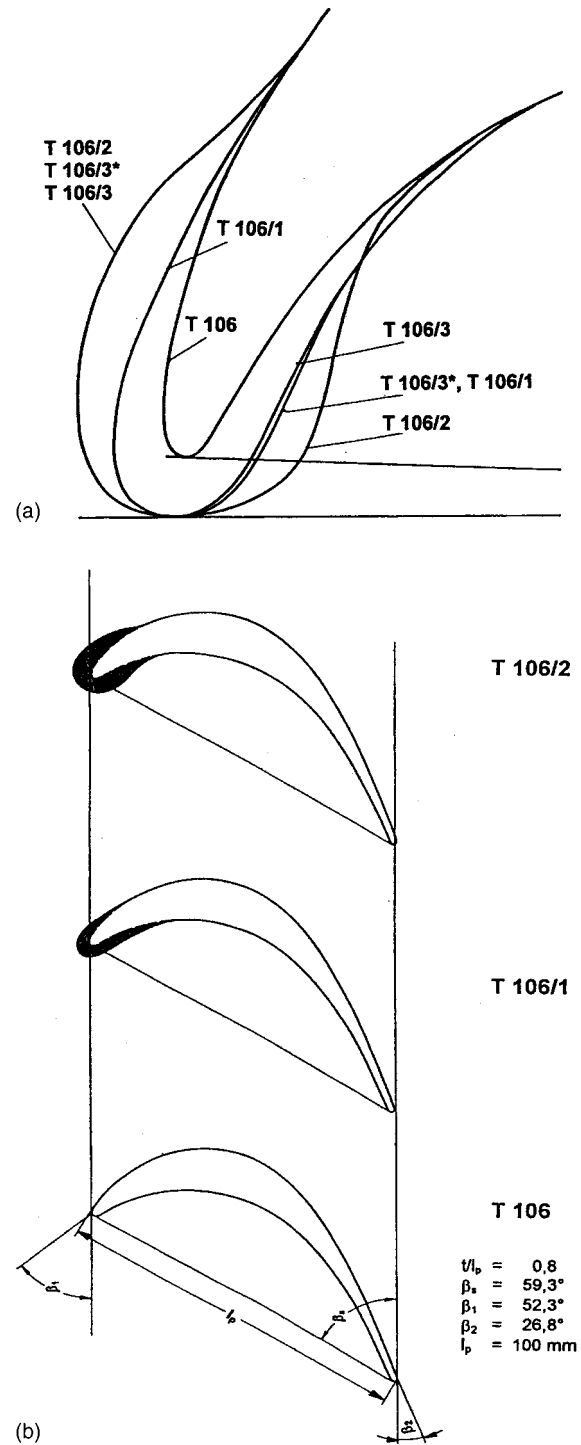 T 106/2
T 106/3*
T 106/3
T 106/1
T 106
T 106/3
T 106/3*, T 106/1
T 106/2
(a)
T 106/2
T 106/1
T 106
t/lₚ = 0,8
βₛ = 59,3°
β₁ = 52,3°
β₂ = 26,8°
lₚ = 100 mm
β₁
lₚ
βₛ
β₂
(b)